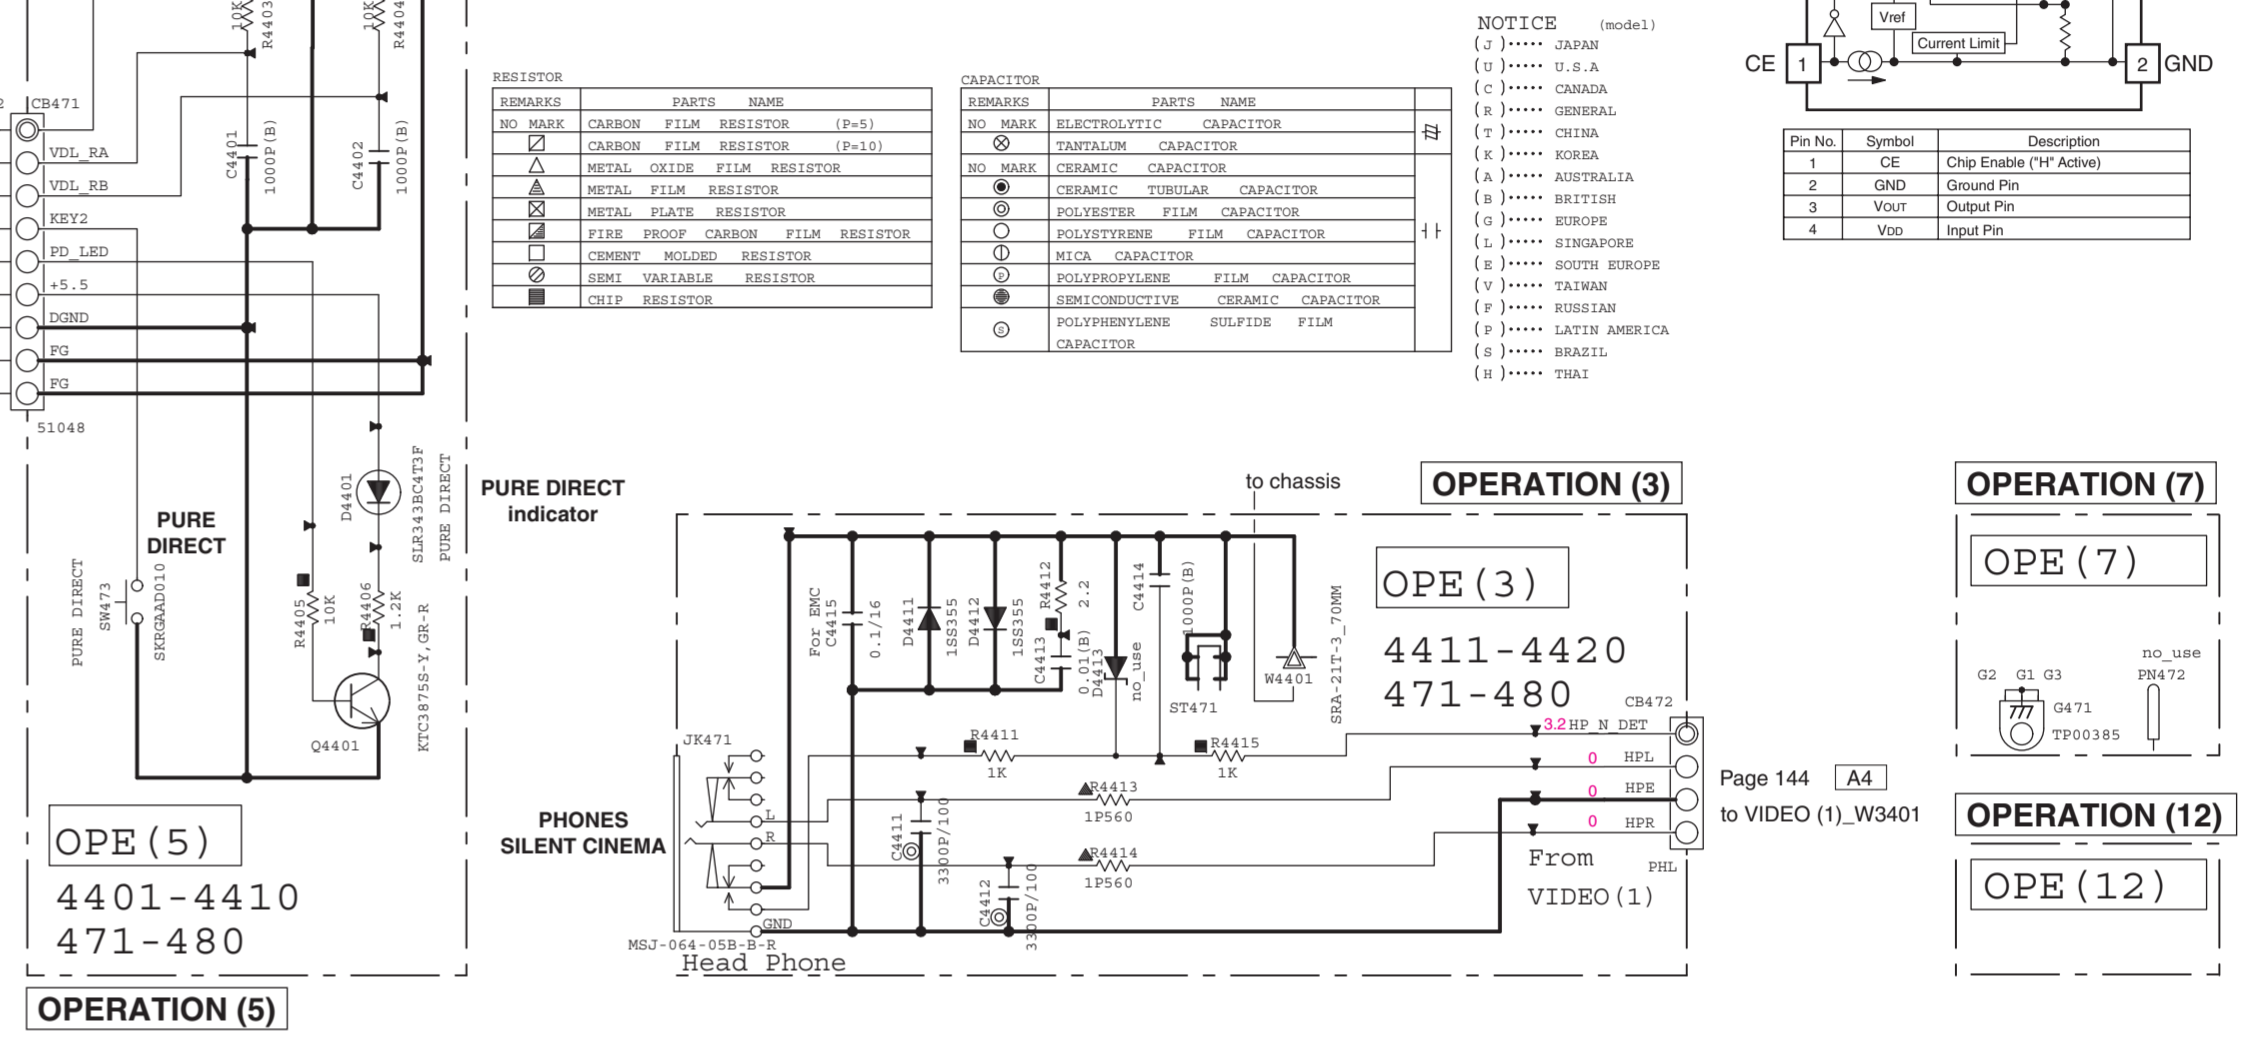 10K
R4403
10K
R4404
2
CB471
VDL_RA
VDL_RB
KEY2
PD_LED
+5.5
DGND
FG
FG
51048
C4401
1000P(B)
C4402
1000P(B)
D4401
SLR343BC4T3F
PURE DIRECT
PURE DIRECT
indicator
PURE
DIRECT
PURE DIRECT
SW473
SKRGAAD010
R4405
10K
R4406
1.2K
Q4401
KTC3875S-Y,GR-R
OPE(5)
4401-4410
471-480
OPERATION (5)
RESISTOR
REMARKS PARTS NAME
NO MARK CARBON FILM RESISTOR (P=5)
CARBON FILM RESISTOR (P=10)
METAL OXIDE FILM RESISTOR
METAL FILM RESISTOR
METAL PLATE RESISTOR
FIRE PROOF CARBON FILM RESISTOR
CEMENT MOLDED RESISTOR
SEMI VARIABLE RESISTOR
CHIP RESISTOR
CAPACITOR
REMARKS PARTS NAME
NO MARK ELECTROLYTIC CAPACITOR
TANTALUM CAPACITOR
NO MARK CERAMIC CAPACITOR
CERAMIC TUBULAR CAPACITOR
POLYESTER FILM CAPACITOR
POLYSTYRENE FILM CAPACITOR
MICA CAPACITOR
P POLYPROPYLENE FILM CAPACITOR
SEMICONDUCTIVE CERAMIC CAPACITOR
S POLYPHENYLENE SULFIDE FILM
CAPACITOR
NOTICE (model)
(J)····· JAPAN
(U)····· U.S.A
(C)····· CANADA
(R)····· GENERAL
(T)····· CHINA
(K)····· KOREA
(A)····· AUSTRALIA
(B)····· BRITISH
(G)····· EUROPE
(L)····· SINGAPORE
(E)····· SOUTH EUROPE
(V)····· TAIWAN
(F)····· RUSSIAN
(P)····· LATIN AMERICA
(S)····· BRAZIL
(H)····· THAI
Vref
Current Limit
CE 1
2 GND
Pin No. Symbol Description
1 CE Chip Enable ("H" Active)
2 GND Ground Pin
3 VOUT Output Pin
4 VDD Input Pin
to chassis
OPERATION (3)
OPE(3)
4411-4420
471-480
For EMC
C4415
0.1/16
D4411
1SS355
D4412
1SS355
R4412
2.2
C4413
0.01(B)
D4413
no_use
C4414
1000P(B)
ST471
W4401
SRA-21T-3_70MM
CB472
3.2 HP_N_DET
0 HPL
0 HPE
0 HPR
PHL
From
VIDEO(1)
Page 144 A4
to VIDEO (1)_W3401
JK471
R4411
1K
R4415
1K
R4413
1P560
R4414
1P560
L
R
GND
C4411
3300P/100
C4412
3300P/100
PHONES
SILENT CINEMA
MSJ-064-05B-B-R
Head Phone
OPERATION (7)
OPE(7)
no_use
G2 G1 G3 PN472
G471
TP00385
OPERATION (12)
OPE(12)